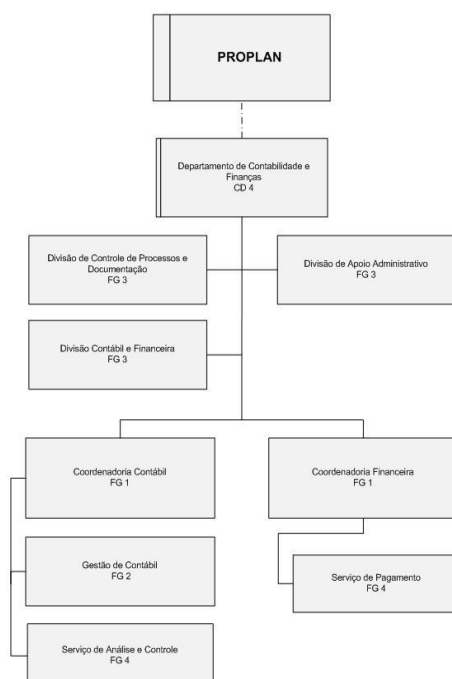 PROPLAN
Departamento de Contabilidade e
Finanças
CD 4
Divisão de Controle de Processos e
Documentação
FG 3
Divisão de Apoio Administrativo
FG 3
Divisão Contábil e Financeira
FG 3
Coordenadoria Contábil
FG 1
Coordenadoria Financeira
FG 1
Gestão de Contábil
FG 2
Serviço de Pagamento
FG 4
Serviço de Análise e Controle
FG 4